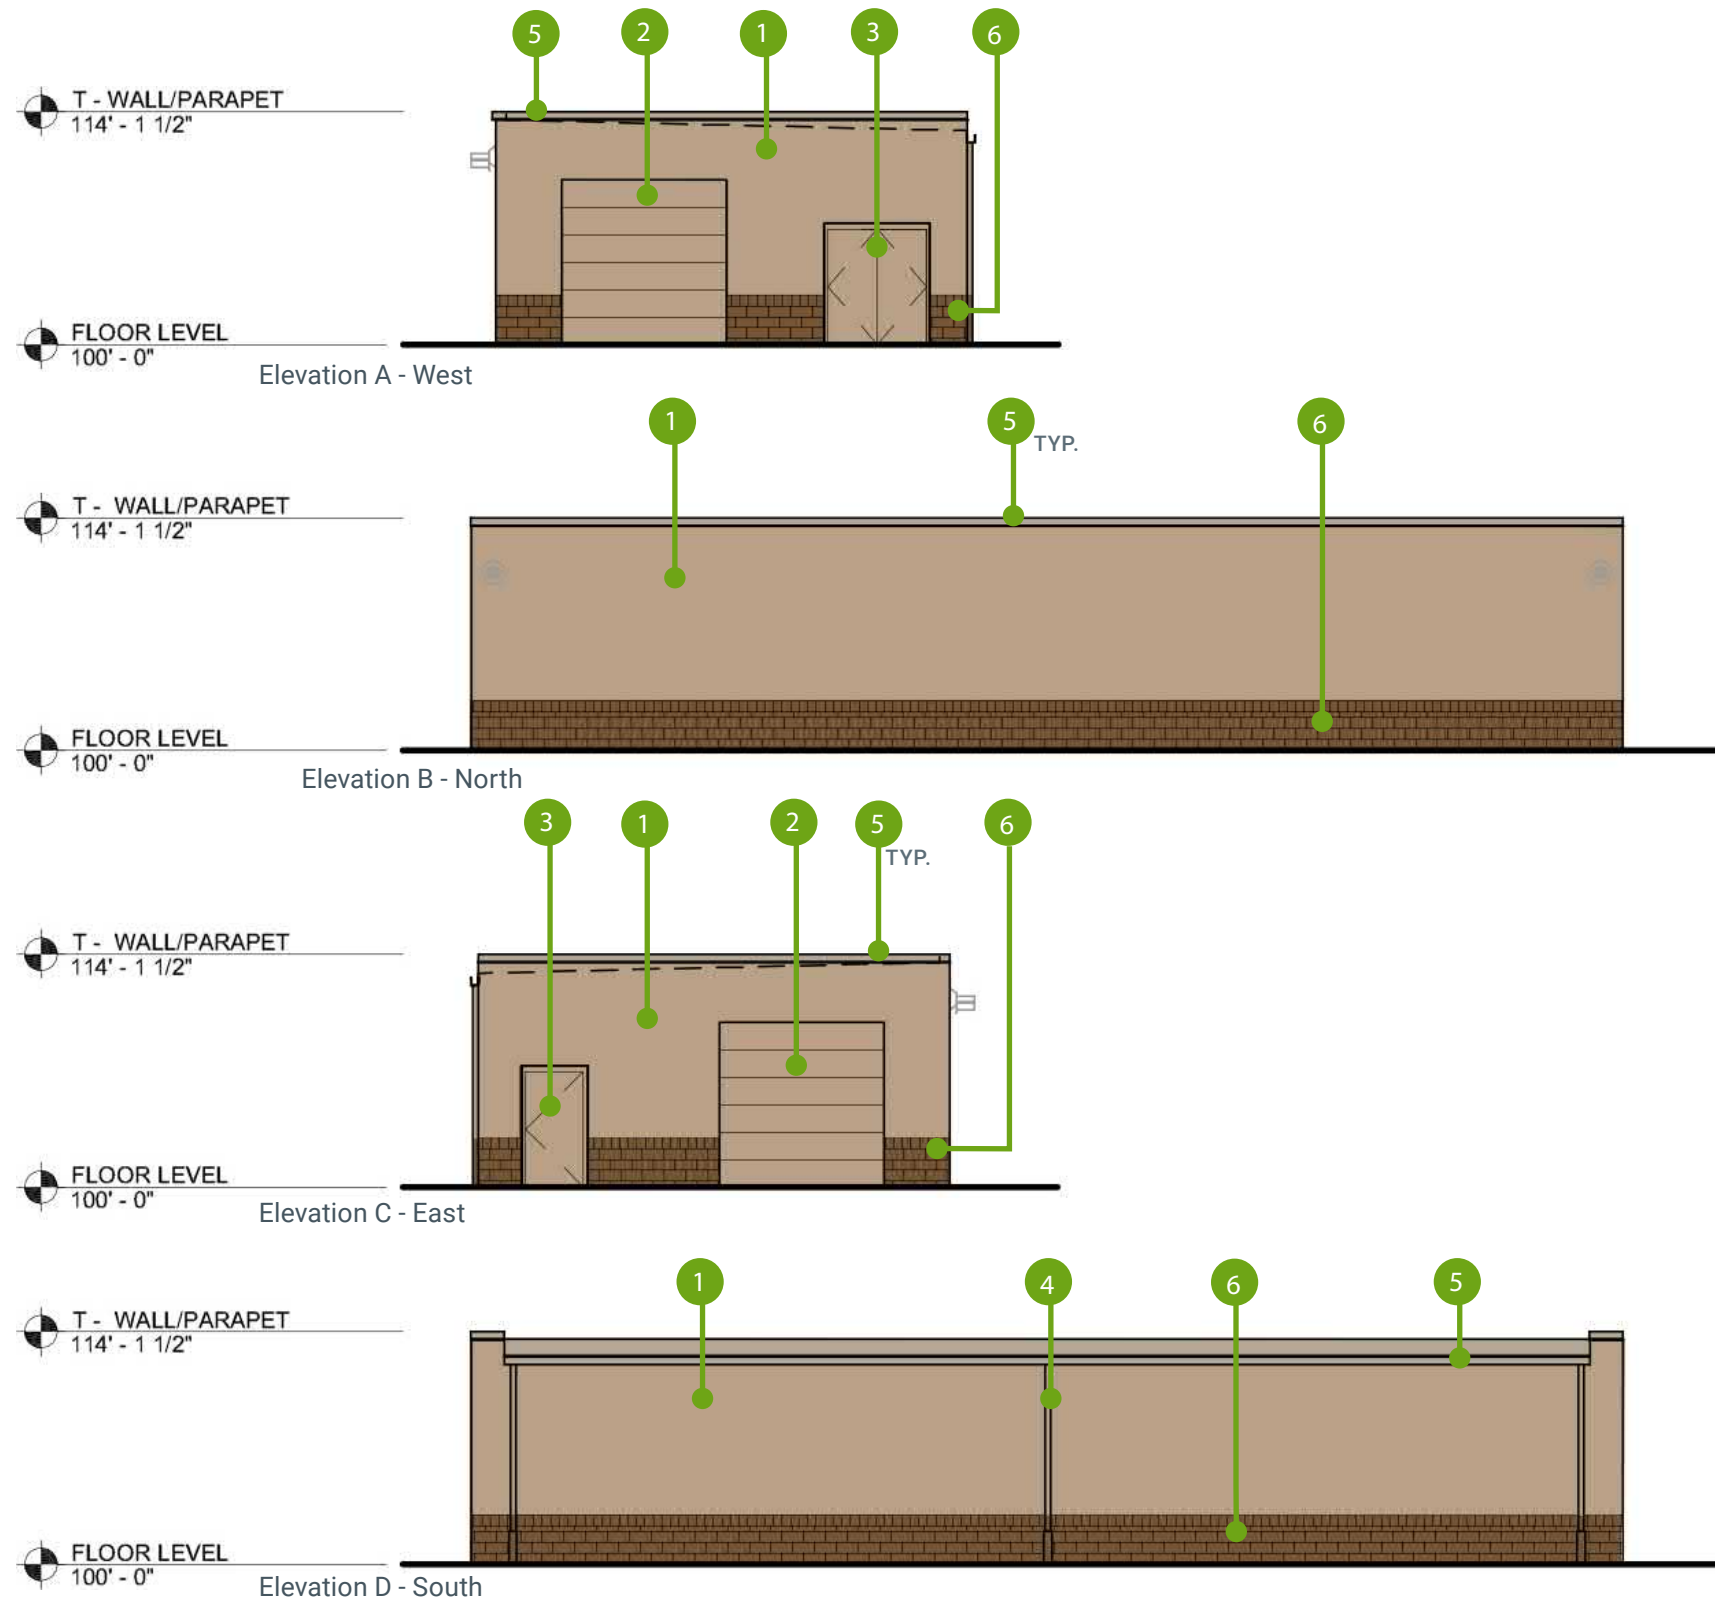 5 2 1 3 6
T - WALL/PARAPET
114' - 1 1/2"
FLOOR LEVEL
100' - 0"
Elevation A - West
1 5 6
TYP.
T - WALL/PARAPET
114' - 1 1/2"
FLOOR LEVEL
100' - 0"
Elevation B - North
3 1 2 5 6
TYP.
T - WALL/PARAPET
114' - 1 1/2"
FLOOR LEVEL
100' - 0"
Elevation C - East
1 4 6 5
T - WALL/PARAPET
114' - 1 1/2"
FLOOR LEVEL
100' - 0"
Elevation D - South